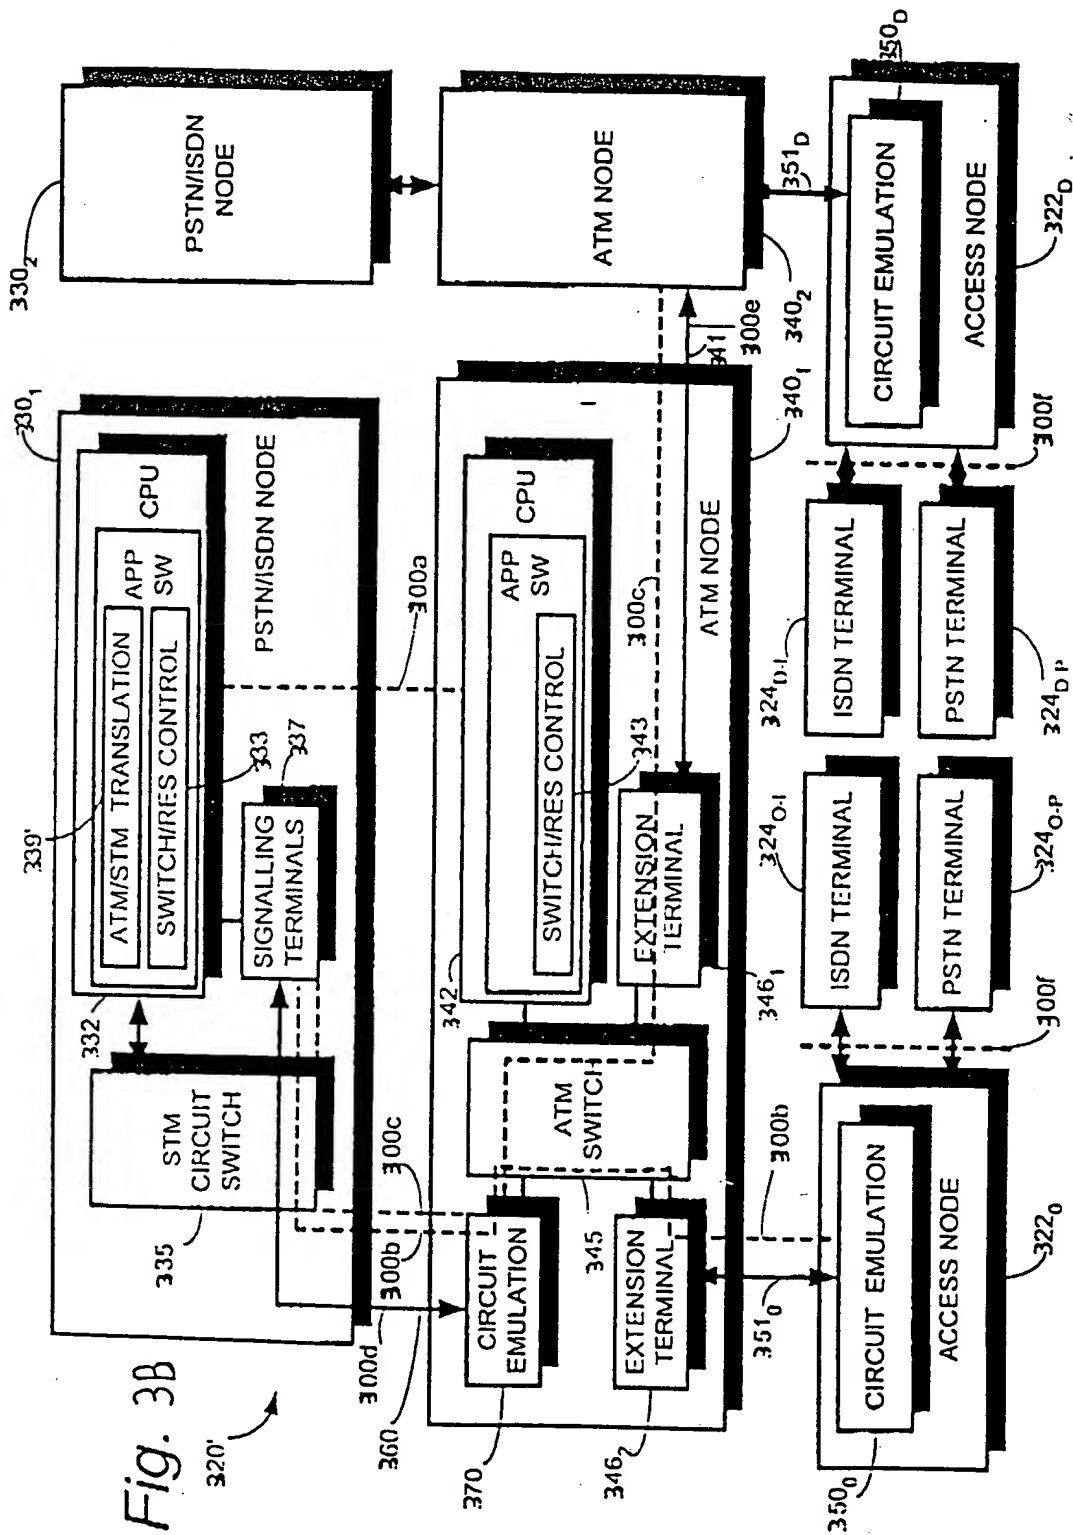 Fig. 3B
320'
330₁
PSTN/ISDN NODE
332
CPU
APP
SW
339'
ATM/STM TRANSLATION
SWITCH/RES CONTROL
333
STM
CIRCUIT
SWITCH
335
SIGNALLING
TERMINALS
337
330₂
PSTN/ISDN
NODE
300a
300c
300b
300d
360
340₁
ATM NODE
342
CPU
APP
SW
SWITCH/RES CONTROL
343
300c
CIRCUIT
EMULATION
370
ATM
SWITCH
345
EXTENSION
TERMINAL
346₁
EXTENSION
TERMINAL
346₂
ATM NODE
340₂
341
300e
351₀
300b
351_D
350₀
CIRCUIT EMULATION
ACCESS NODE
322₀
300f
324_O-I
ISDN TERMINAL
PSTN TERMINAL
324_O-P
324_D-I
ISDN TERMINAL
PSTN TERMINAL
324_D-P
300f
350_D
CIRCUIT EMULATION
ACCESS NODE
322_D